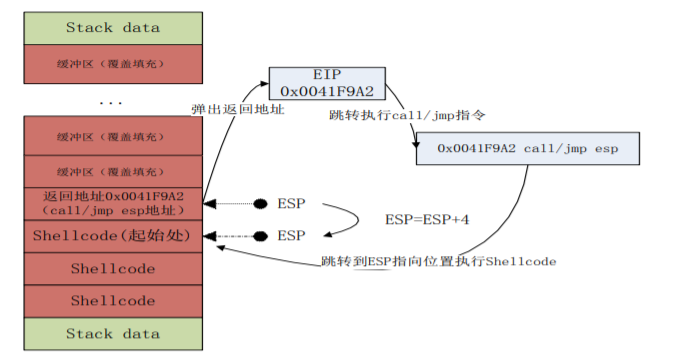 Stack data
缓冲区（覆盖填充）
...
缓冲区（覆盖填充）
缓冲区（覆盖填充）
返回地址0x0041F9A2
（call/jmp esp地址）
Shellcode(起始处)
Shellcode
Shellcode
Stack data
弹出返回地址
EIP
0x0041F9A2
跳转执行call/jmp指令
0x0041F9A2 call/jmp esp
ESP
ESP=ESP+4
ESP
跳转到ESP指向位置执行Shellcode